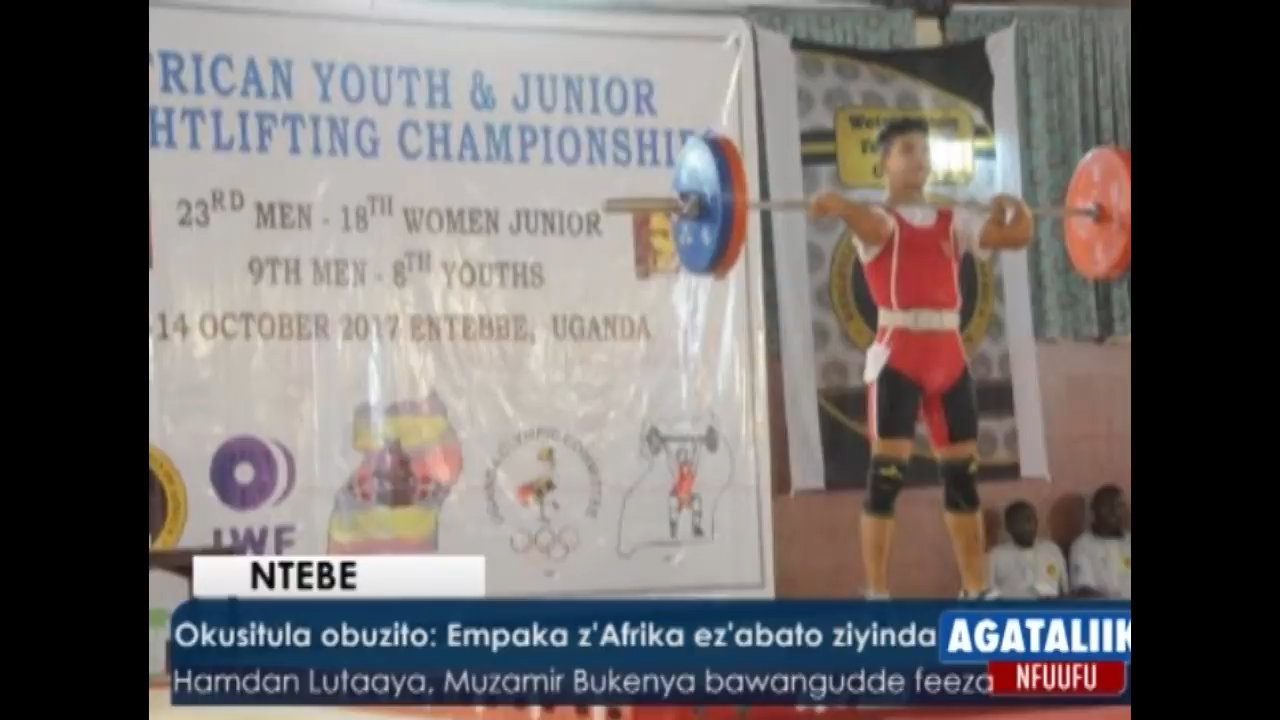 RICAN YOUTH & JUNIOR
HTLIFTING CHAMPIONSHIP
23RD MEN - 18TH WOMEN JUNIOR
9TH MEN - 8TH YOUTHS
14 OCTOBER 2017 ENTEBBE, UGANDA
IWF
NTEBE
Okusitula obuzito: Empaka z'Afrika ez'abato ziyinda
AGATALIIK
NFUUFU
Hamdan Lutaaya, Muzamir Bukenya bawangudde feeza